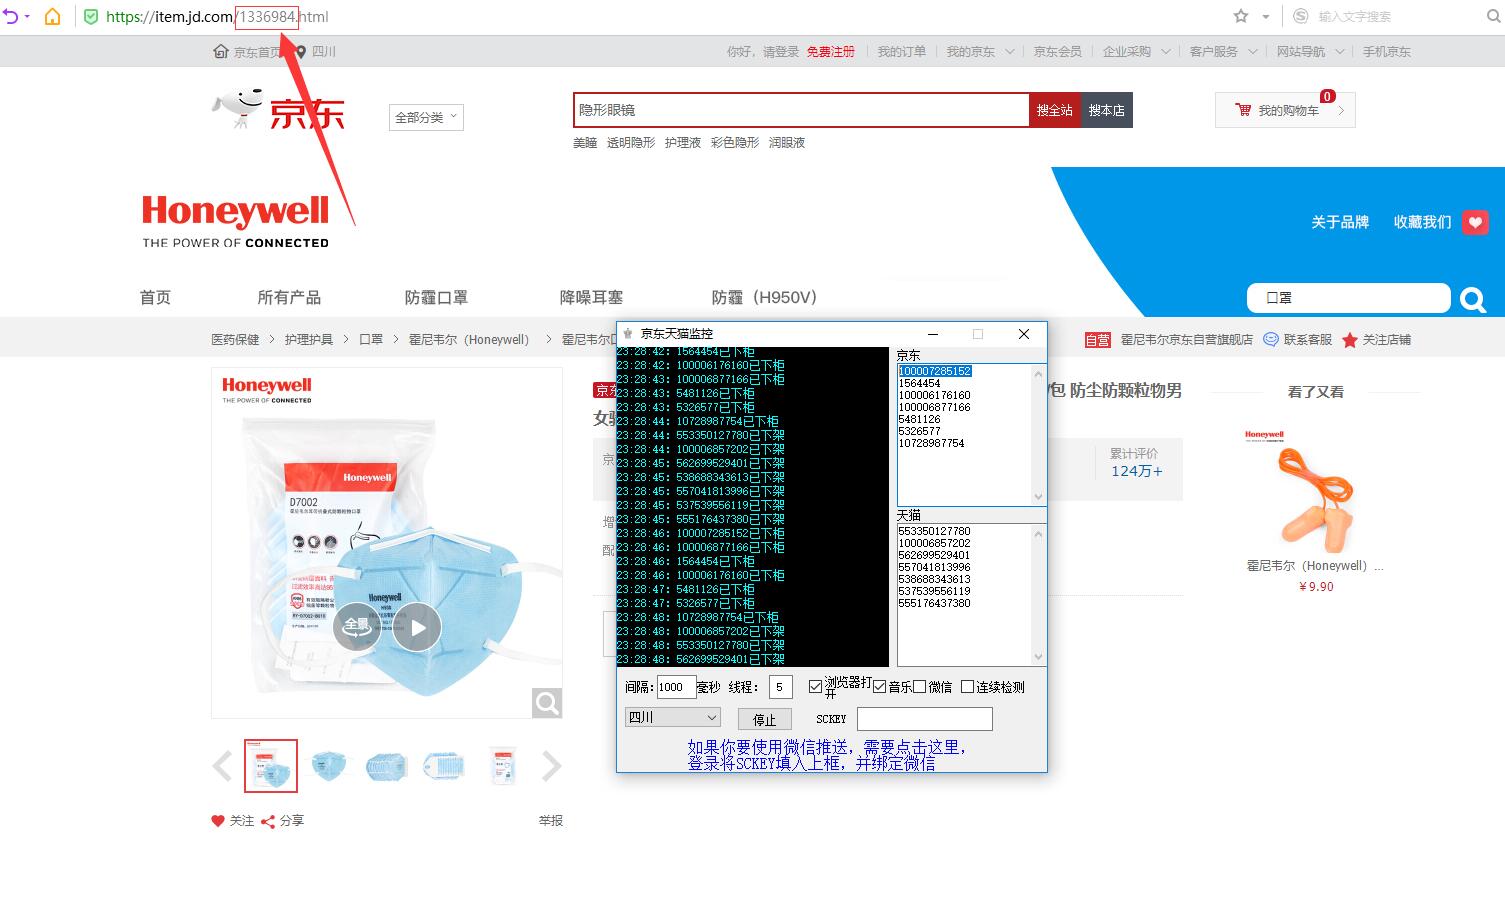 https://item.jd.com/1336984.html
输入文字搜索
京东首页 四川
你好，请登录 免费注册 我的订单 我的京东 京东会员 企业采购 客户服务 网站导航 手机京东
京东
全部分类
隐形眼镜
搜全站 搜本店
0
我的购物车
美瞳 透明隐形 护理液 彩色隐形 润眼液
Honeywell
THE POWER OF CONNECTED
关于品牌 收藏我们
首页 所有产品 防霾口罩 降噪耳塞 防霾（H950V）
口罩
医药保健 > 护理护具 > 口罩 > 霍尼韦尔（Honeywell） > 霍尼韦尔
自营 霍尼韦尔京东自营旗舰店 联系客服 关注店铺
Honeywell
THE POWER OF CONNECTED
Honeywell
D7002
Honeywell
全景
京东
包 防尘防颗粒物男
女
京
累计评价
124万+
增
配
看了又看
Honeywell
霍尼韦尔（Honeywell）...
￥9.90
关注 分享 举报
京东天猫监控
23:28:42: 1564454已下柜
23:28:42: 100006176160已下柜
23:28:43: 100006877166已下柜
23:28:43: 5481126已下柜
23:28:43: 5326577已下柜
23:28:44: 10728987754已下柜
23:28:44: 553350127780已下架
23:28:44: 100006857202已下架
23:28:45: 562699529401已下架
23:28:45: 538688343613已下架
23:28:45: 557041813996已下架
23:28:45: 537539556119已下架
23:28:45: 555176437380已下架
23:28:46: 100007285152已下柜
23:28:46: 100006877166已下柜
23:28:46: 1564454已下柜
23:28:46: 100006176160已下柜
23:28:47: 5481126已下柜
23:28:47: 5326577已下柜
23:28:48: 10728987754已下柜
23:28:48: 100006857202已下架
23:28:48: 553350127780已下架
23:28:48: 562699529401已下架
京东
100007285152
1564454
100006176160
100006877166
5481126
5326577
10728987754
天猫
553350127780
100006857202
562699529401
557041813996
538688343613
537539556119
555176437380
间隔: 1000 毫秒 线程: 5 浏览器打开 音乐 微信 连续检测
四川 停止 SCKEY
如果你要使用微信推送，需要点击这里，
登录将SCKEY填入上框，并绑定微信